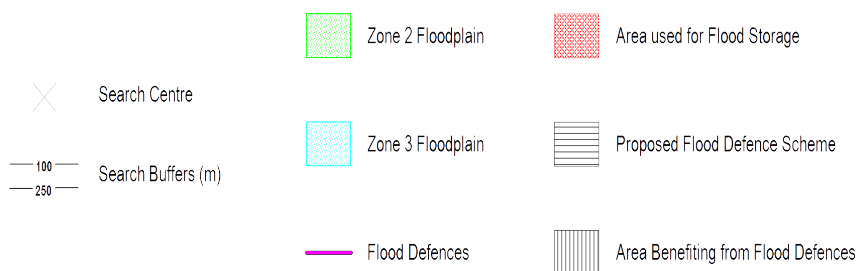 Zone 2 Floodplain
Area used for Flood Storage
Search Centre
Zone 3 Floodplain
Proposed Flood Defence Scheme
100
250
Search Buffers (m)
Flood Defences
Area Benefiting from Flood Defences